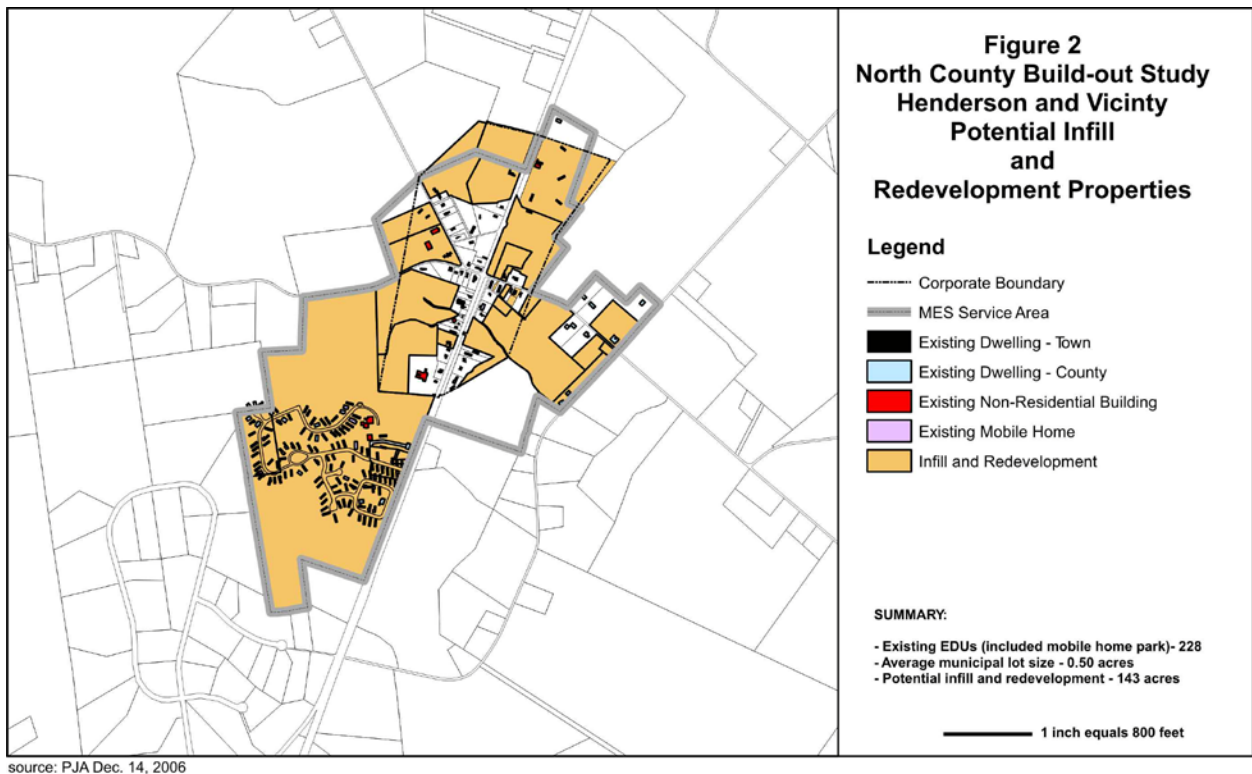 Figure 2
North County Build-out Study
Henderson and Vicinty
Potential Infill
and
Redevelopment Properties
Legend
Corporate Boundary
MES Service Area
Existing Dwelling - Town
Existing Dwelling - County
Existing Non-Residential Building
Existing Mobile Home
Infill and Redevelopment
SUMMARY:
- Existing EDUs (included mobile home park)- 228
- Average municipal lot size - 0.50 acres
- Potential infill and redevelopment - 143 acres
1 inch equals 800 feet
source: PJA Dec. 14, 2006